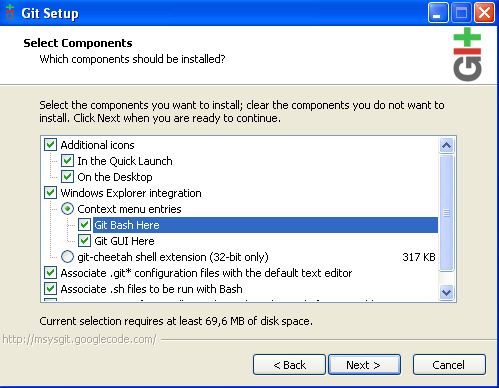 Git Setup
Select Components
Which components should be installed?
GIt
Select the components you want to install; clear the components you do not want to
install. Click Next when you are ready to continue.
Additional icons
In the Quick Launch
On the Desktop
Windows Explorer integration
Context menu entries
Git Bash Here
Git GUI Here
git-cheetah shell extension (32-bit only) 317 KB
Associate .git* configuration files with the default text editor
Associate .sh files to be run with Bash
Current selection requires at least 69,6 MB of disk space.
http://msysgit.googlecode.com/
< Back
Next >
Cancel